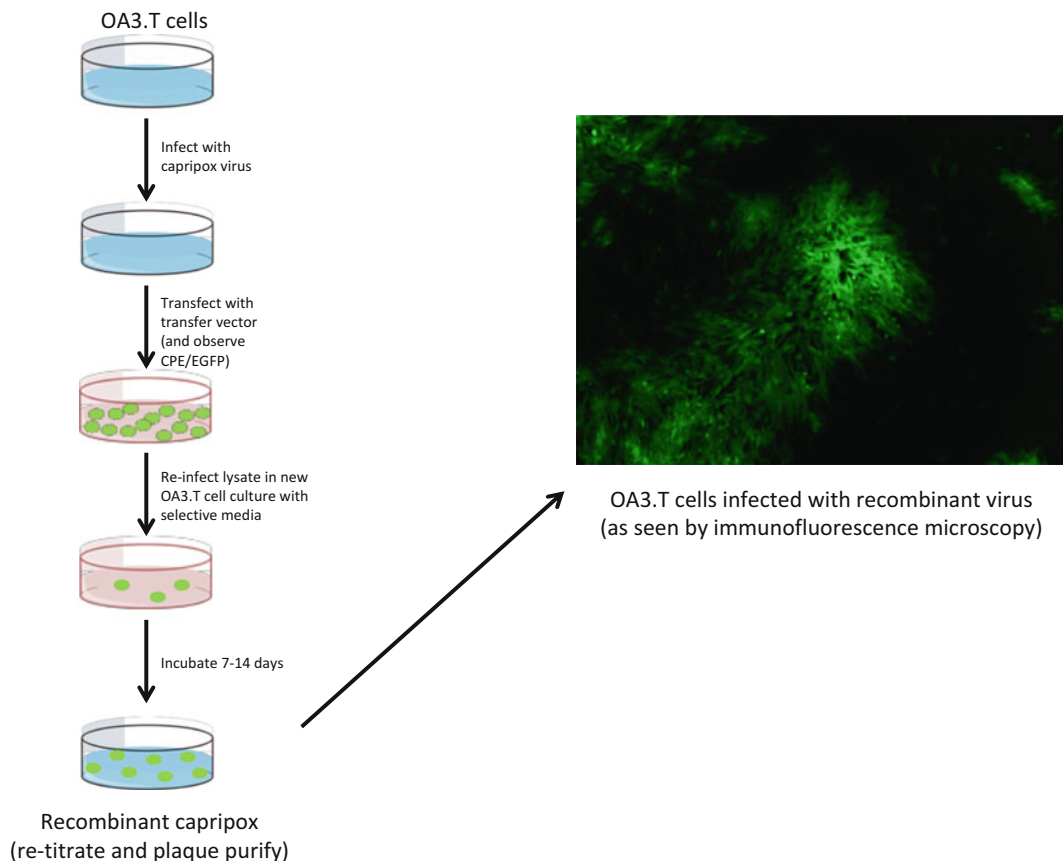 OA3.T cells
Infect with
capripox virus
Transfect with
transfer vector
(and observe
CPE/EGFP)
Re-infect lysate in new
OA3.T cell culture with
selective media
Incubate 7-14 days
Recombinant capripox
(re-titrate and plaque purify)
OA3.T cells infected with recombinant virus
(as seen by immunofluorescence microscopy)